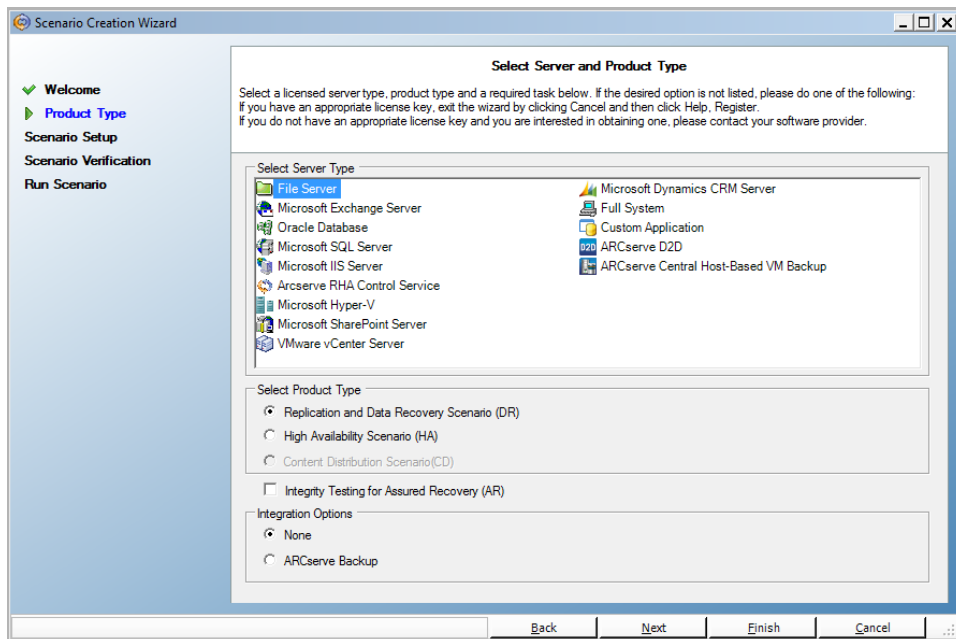 Scenario Creation Wizard
Welcome
Product Type
Scenario Setup
Scenario Verification
Run Scenario
Select Server and Product Type
Select a licensed server type, product type and a required task below. If the desired option is not listed, please do one of the following:
If you have an appropriate license key, exit the wizard by clicking Cancel and then click Help, Register.
If you do not have an appropriate license key and you are interested in obtaining one, please contact your software provider.
Select Server Type
File Server
Microsoft Exchange Server
Oracle Database
Microsoft SQL Server
Microsoft IIS Server
Arcserve RHA Control Service
Microsoft Hyper-V
Microsoft SharePoint Server
VMware vCenter Server
Microsoft Dynamics CRM Server
Full System
Custom Application
D2D ARCserve D2D
ARCserve Central Host-Based VM Backup
Select Product Type
Replication and Data Recovery Scenario (DR)
High Availability Scenario (HA)
Content Distribution Scenario(CD)
Integrity Testing for Assured Recovery (AR)
Integration Options
None
ARCserve Backup
Back Next Finish Cancel